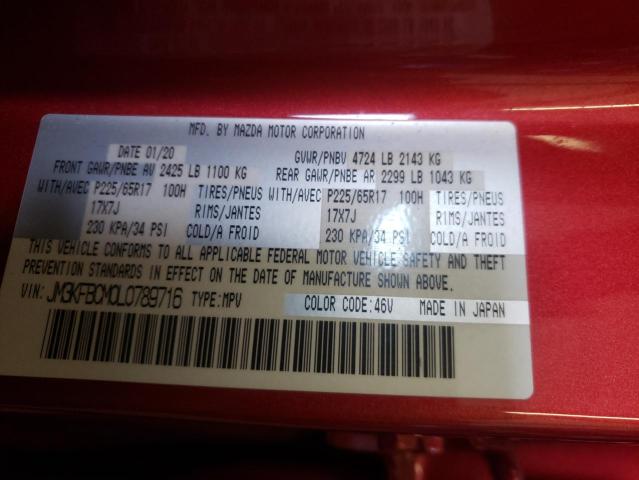 MFD. BY MAZDA MOTOR CORPORATION
DATE 01/20 GVWR/PNBV 4724 LB 2143 KG
FRONT GAWR/PNBE AV 2425 LB 1100 KG REAR GAWR/PNBE AR 2299 LB 1043 KG
WITH/AVEC P225/65R17 100H TIRES/PNEUS WITH/AVEC P225/65R17 100H TIRES/PNEUS
17X7J RIMS/JANTES 17X7J RIMS/JANTES
230 KPA/34 PSI COLD/A FROID 230 KPA/34 PSI COLD/A FROID
THIS VEHICLE CONFORMS TO ALL APPLICABLE FEDERAL MOTOR VEHICLE SAFETY AND THEFT
PREVENTION STANDARDS IN EFFECT ON THE DATE OF MANUFACTURE SHOWN ABOVE.
VIN: JM3KFBCM0L0789716 TYPE:MPV COLOR CODE:46V MADE IN JAPAN